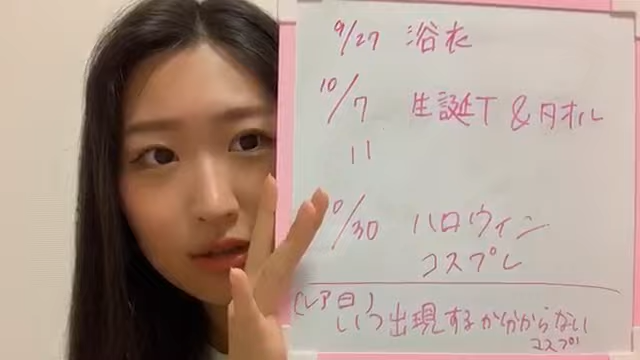 9/27 浴衣
10/7 生誕T&タオル
11
10/30 ハロウィン
コスプレ
(レア日)
いつ出現するか分からない
コスプレ